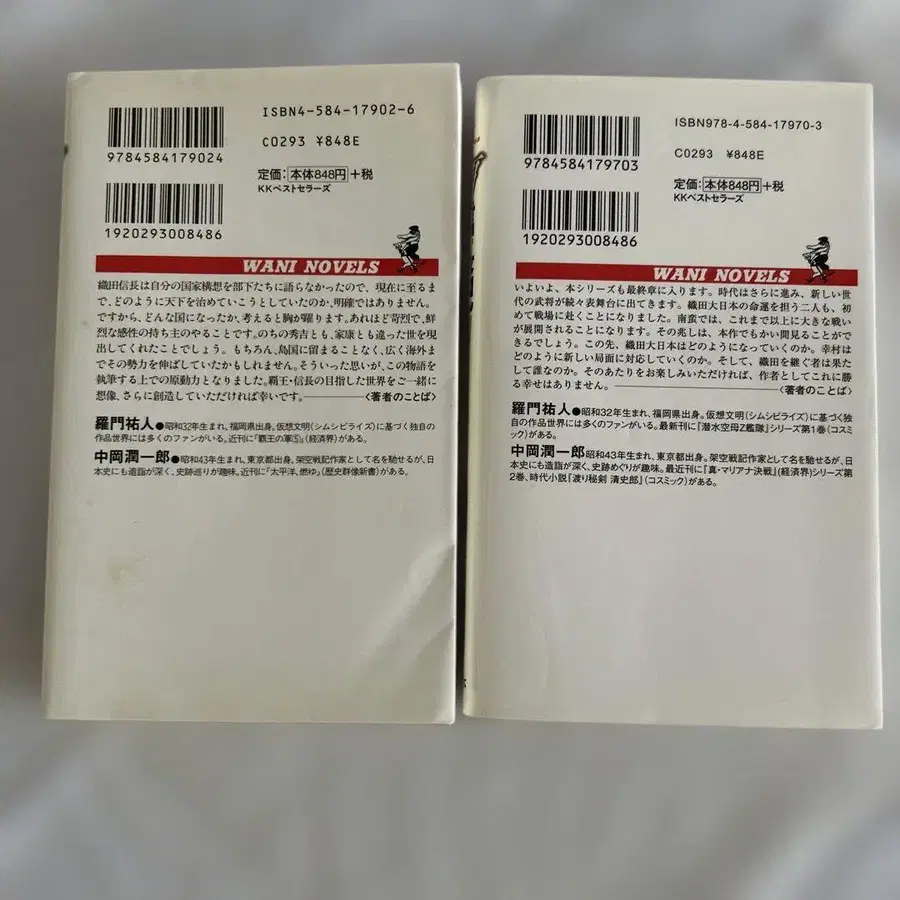 ISBN4-584-17902-6
9784584179024
C0293 ¥848E
定価：本体848円+税
KKベストセラーズ
1920293008486
WANI NOVELS
織田信長は自分の国家構想を部下たちに語らなかったので、現在に至るま
で、どのように天下を治めていこうとしていたのか、明確ではありません。
ですから、どんな国になったか、考えると胸が躍ります。あれほど苛烈で、鮮
烈な感性の持ち主のやることです。のちの秀吉とも、家康とも違った世を現
出してくれたことでしょう。もちろん、島国に留まることなく、広く海外ま
でその勢力を伸ばしていたかもしれません。そういった思いが、この物語を
執筆する上での原動力となりました。覇王・信長の目指した世界をご一緒に
想像、さらに創造していただければ幸いです。――〈著者のことば〉
羅門祐人●昭和32年生まれ、福岡県出身。仮想文明(シムシビライズ)に基づく独自の
作品世界には多くのファンがいる。近刊に『覇王の軍⑤』(経済界)がある。
中岡潤一郎●昭和43年生まれ、東京都出身。架空戦記作家として名を馳せるが、日
本史にも造詣が深く、史跡巡りが趣味。近刊に『太平洋、燃ゆ』(歴史群像新書)がある。
ISBN978-4-584-17970-3
9784584179703
C0293 ¥848E
定価：本体848円+税
KKベストセラーズ
1920293008486
WANI NOVELS
いよいよ、本シリーズも最終章に入ります。時代はさらに進み、新しい世
代の武将が続々表舞台に出てきます。織田大日本の命運を担う二人も、初
めて戦場に赴くことになりました。南蛮では、これまで以上に大きな戦い
が展開されることになります。その兆しは、本作でもかい間見ることがで
きるでしょう。この先、織田大日本はどのようになっていくのか。幸村は
どのように新しい局面に対応していくのか。そして、織田を継ぐ者は果た
して誰なのか。そのあたりをお楽しみいただければ、作者としてこれに勝
る幸せはありません。――〈著者のことば〉
羅門祐人●昭和32年生まれ、福岡県出身。仮想文明(シムシビライズ)に基づく独
自の作品世界には多くのファンがいる。最新刊に『潜水空母Z艦隊』シリーズ第1巻(コスミ
ック)がある。
中岡潤一郎●昭和43年生まれ、東京都出身。架空戦記作家として名を馳せるが、日
本史にも造詣が深く、史跡めぐりが趣味。最近刊に『真・マリアナ決戦』(経済界)シリーズ第
2巻、時代小説『渡り秘剣 清史郎』(コスミック)がある。